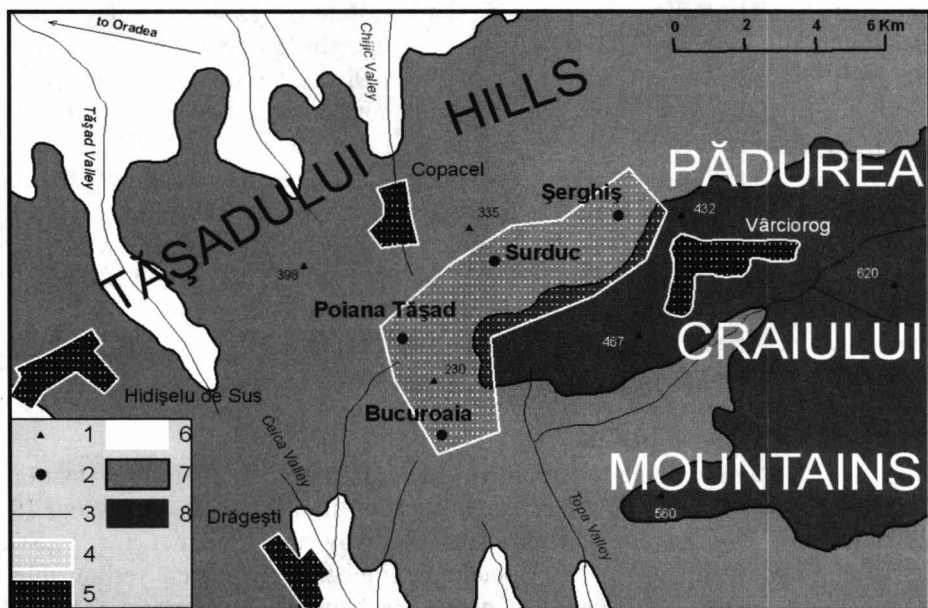 to Oradea
Chijic Valley
0 2 4 6 Km
Tăşad Valley
TĂŞADULUI HILLS
PĂDUREA
Copacel
Şerghiş
432
Vârciorog
335
Surduc
398
620
Poiana Tăşad
467
CRAIULUI
230
Hidişelu de Sus
Bucuroaia
1 6
2 7
3 8
4
5
Ceica Valley
MOUNTAINS
Drăgeşti
Topa Valley
560